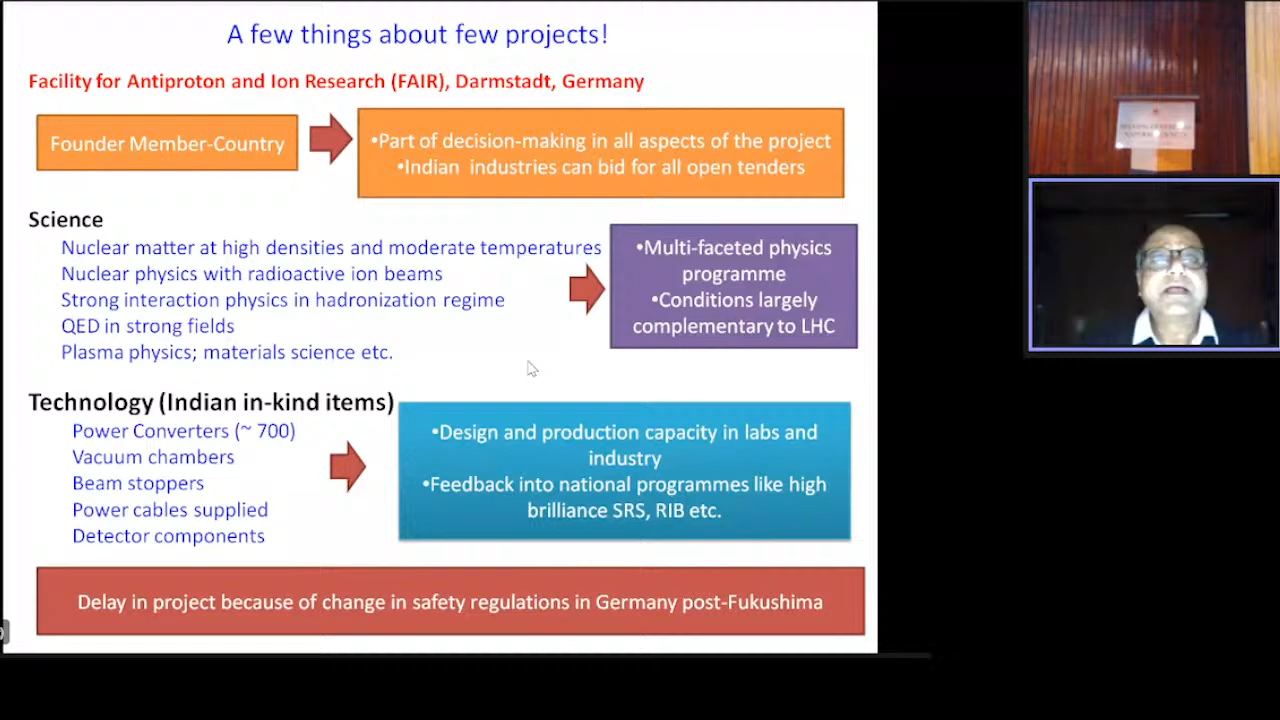 A few things about few projects!
Facility for Antiproton and Ion Research (FAIR), Darmstadt, Germany
Founder Member-Country
•Part of decision-making in all aspects of the project
•Indian industries can bid for all open tenders
Science
Nuclear matter at high densities and moderate temperatures
Nuclear physics with radioactive ion beams
Strong interaction physics in hadronization regime
QED in strong fields
Plasma physics; materials science etc.
•Multi-faceted physics
programme
•Conditions largely
complementary to LHC
Technology (Indian in-kind items)
Power Converters (~ 700)
Vacuum chambers
Beam stoppers
Power cables supplied
Detector components
•Design and production capacity in labs and
industry
•Feedback into national programmes like high
brilliance SRS, RIB etc.
Delay in project because of change in safety regulations in Germany post-Fukushima